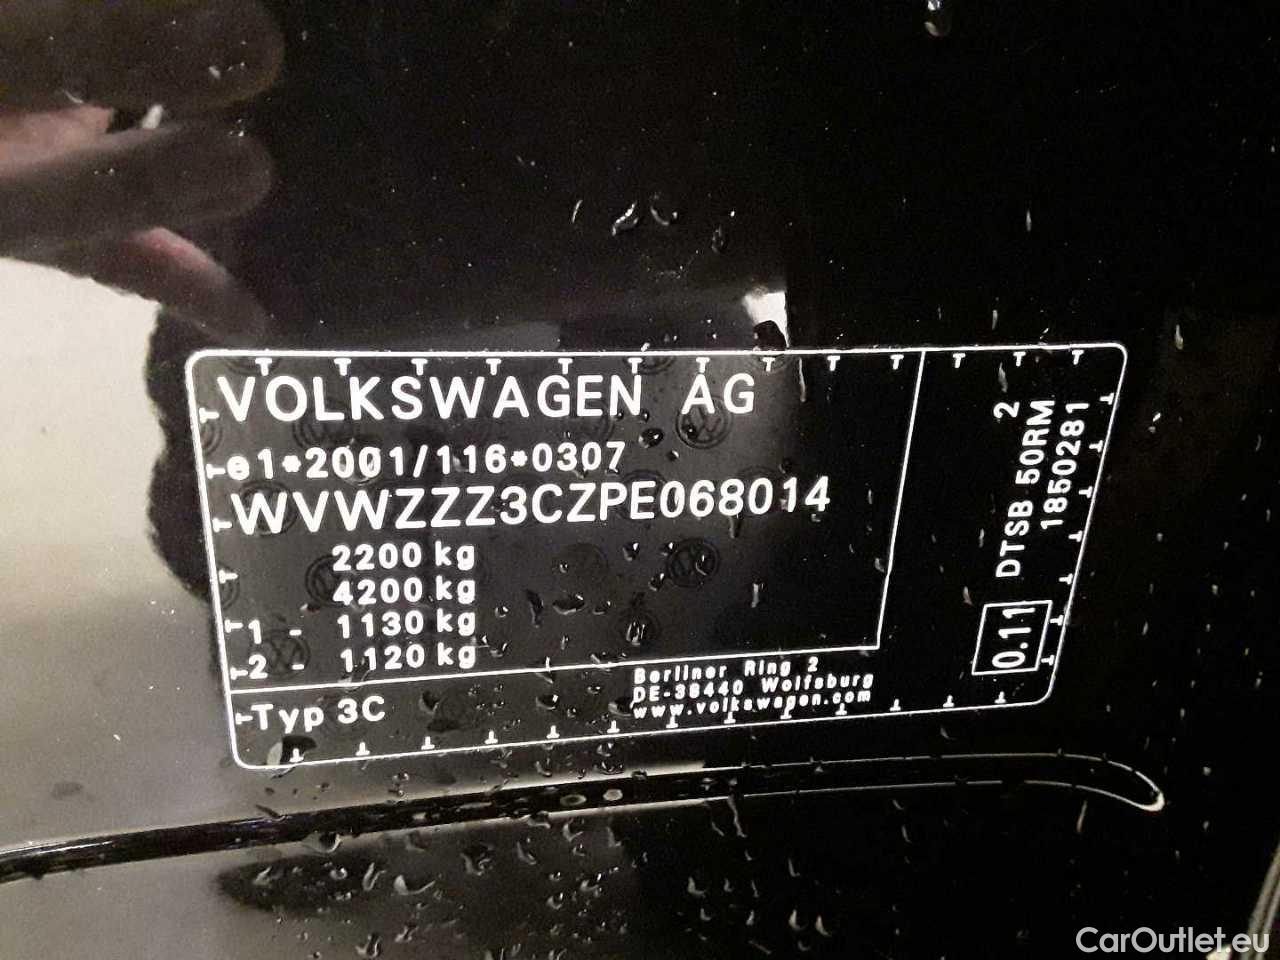 VOLKSWAGEN AG
e1*2001/116*0307
WVWZZZ3CZPE068014
2200 kg
4200 kg
1 - 1130 kg
2 - 1120 kg
Typ 3C
Berliner Ring 2
DE-38440 Wolfsburg
www.volkswagen.com
0.11
DTSB 50RM 2
1850281
CarOutlet.eu